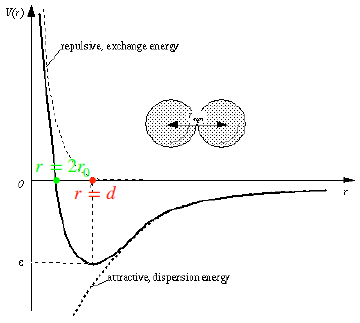 V(r)
repulsive, exchange energy
r = 2r₀
0
r = d
r
ε
attractive, dispersion energy